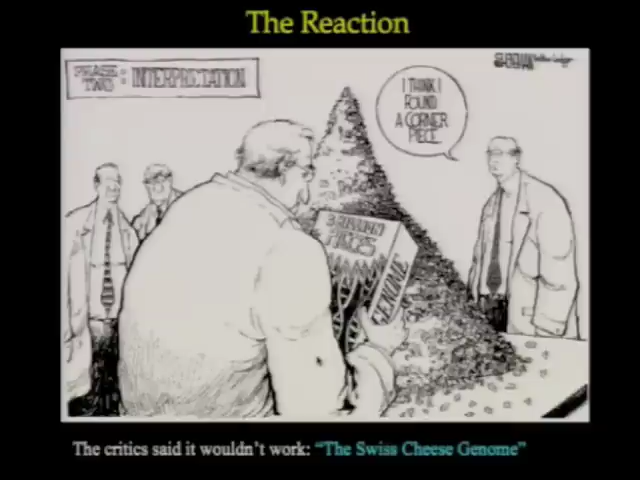 The Reaction
PHASE
TWO : INTERPRETATION
I THINK I
FOUND
A CORNER
PIECE
3 BILLION
PIECES
GENOME
The critics said it wouldn't work: “The Swiss Cheese Genome”